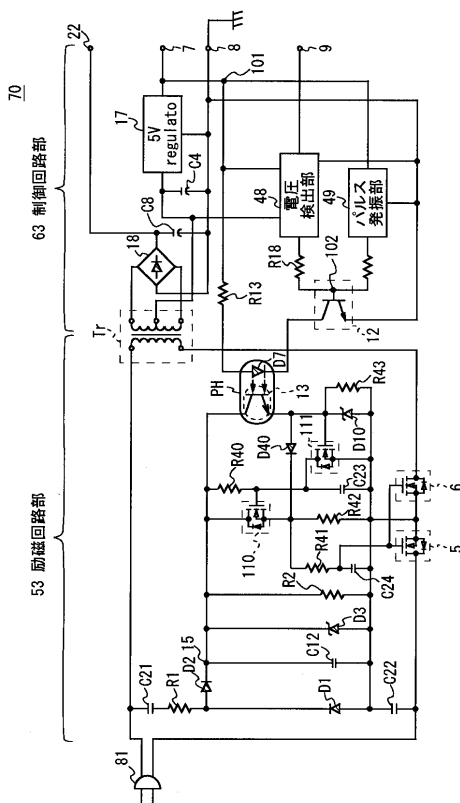 70
53 励磁回路部
63 制御回路部
81
C21
R1
D2
15
D1
C22
C12
D3
R2
R41
C24
R42
C23
R40
110
D40
111
D10
R43
PH
13
D7
5
6
Tr
R13
18
C8
C4
17
5V
regulato
22
7
8
101
9
48
電圧
検出部
R18
102
12
49
パルス
発振部